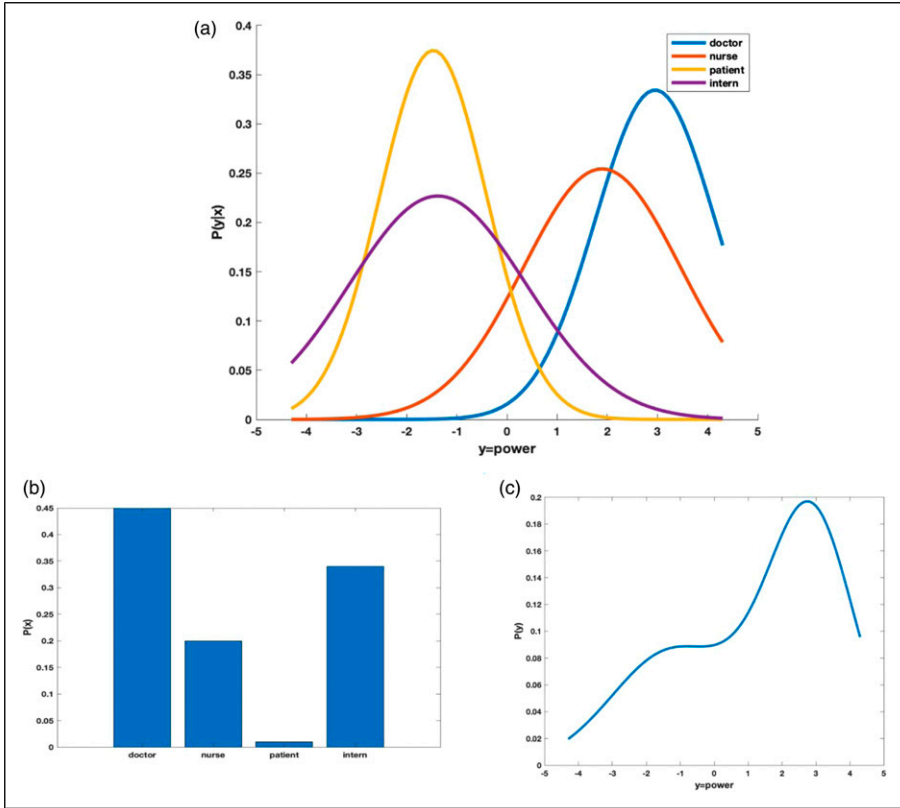 (a)
0.4
0.35
0.3
0.25
0.2
0.15
0.1
0.05
0
P(y|x)
doctor
nurse
patient
intern
-5 -4 -3 -2 -1 0 1 2 3 4 5
y=power
(b)
0.45
0.4
0.35
0.3
0.25
0.2
0.15
0.1
0.05
0
P(x)
doctor nurse patient intern
(c)
0.2
0.18
0.16
0.14
0.12
0.1
0.08
0.06
0.04
0.02
0
P(y)
-5 -4 -3 -2 -1 0 1 2 3 4 5
y=power